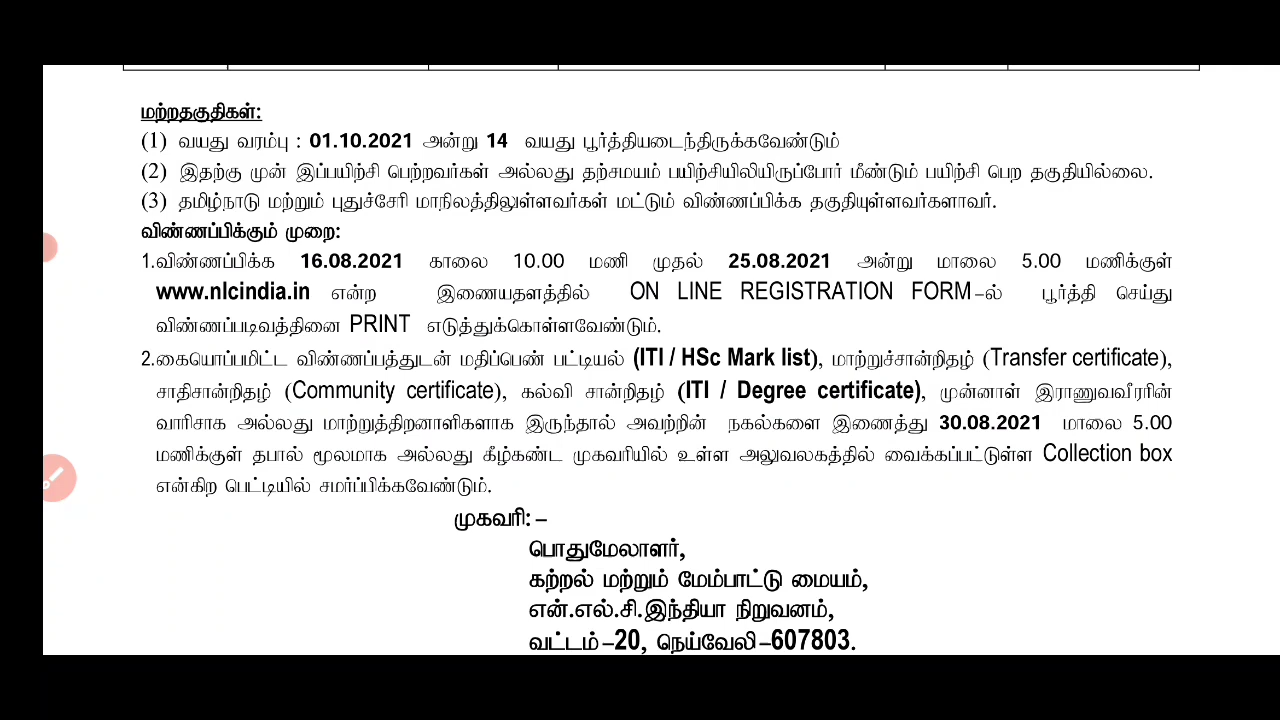 மற்றதகுதிகள்:
(1) வயது வரம்பு : 01.10.2021 அன்று 14 வயது பூர்த்தியடைந்திருக்கவேண்டும்
(2) இதற்கு முன் இப்பயிற்சி பெற்றவர்கள் அல்லது தற்சமயம் பயிற்சியிலியிருப்போர் மீண்டும் பயிற்சி பெற தகுதியில்லை.
(3) தமிழ்நாடு மற்றும் புதுச்சேரி மாநிலத்திலுள்ளவர்கள் மட்டும் விண்ணப்பிக்க தகுதியுள்ளவர்களாவர்.
விண்ணப்பிக்கும் முறை:
1.விண்ணப்பிக்க 16.08.2021 காலை 10.00 மணி முதல் 25.08.2021 அன்று மாலை 5.00 மணிக்குள்
www.nlcindia.in என்ற இணையதளத்தில் ON LINE REGISTRATION FORM–ல் பூர்த்தி செய்து
விண்ணப்படிவத்தினை PRINT எடுத்துக்கொள்ளவேண்டும்.
2.கையொப்பமிட்ட விண்ணப்பத்துடன் மதிப்பெண் பட்டியல் (ITI / HSc Mark list), மாற்றுச்சான்றிதழ் (Transfer certificate),
சாதிசான்றிதழ் (Community certificate), கல்வி சான்றிதழ் (ITI / Degree certificate), முன்னாள் இராணுவவீரரின்
வாரிசாக அல்லது மாற்றுத்திறனாளிகளாக இருந்தால் அவற்றின் நகல்களை இணைத்து 30.08.2021 மாலை 5.00
மணிக்குள் தபால் மூலமாக அல்லது கீழ்கண்ட முகவரியில் உள்ள அலுவலகத்தில் வைக்கப்பட்டுள்ள Collection box
என்கிற பெட்டியில் சமர்ப்பிக்கவேண்டும்.
முகவரி: –
பொதுமேலாளர்,
கற்றல் மற்றும் மேம்பாட்டு மையம்,
என்.எல்.சி.இந்தியா நிறுவனம்,
வட்டம்–20, நெய்வேலி–607803.